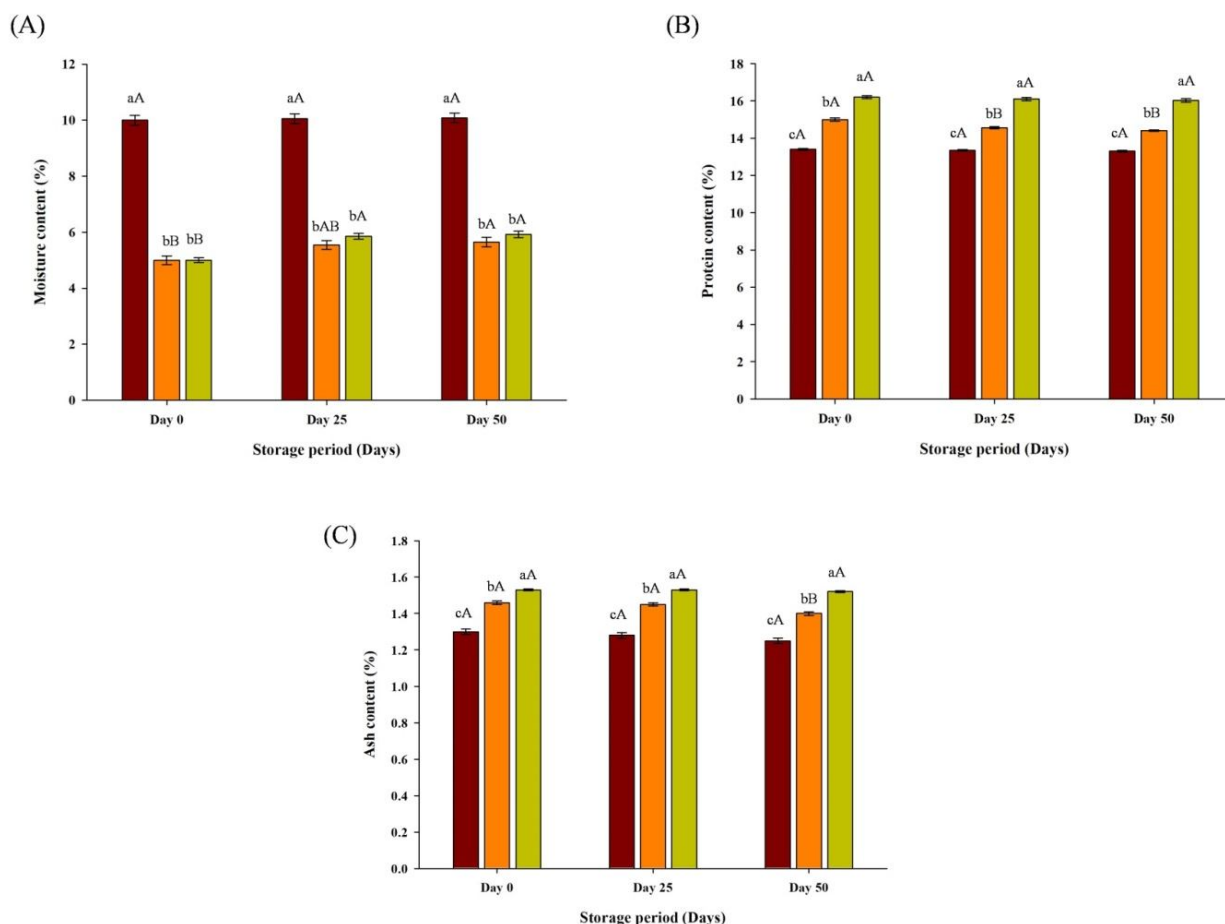 (A)
Moisture content (%)
12
10
8
6
4
2
0
aA
bB
bB
aA
bAB
bA
aA
bA
bA
Day 0
Day 25
Day 50
Storage period (Days)
(B)
Protein content (%)
18
16
14
12
10
8
6
4
2
0
cA
bA
aA
cA
bB
aA
cA
bB
aA
Day 0
Day 25
Day 50
Storage period (Days)
(C)
Ash content (%)
1.8
1.6
1.4
1.2
1.0
0.8
0.6
0.4
0.2
0.0
cA
bA
aA
cA
bA
aA
cA
bB
aA
Day 0
Day 25
Day 50
Storage period (Days)